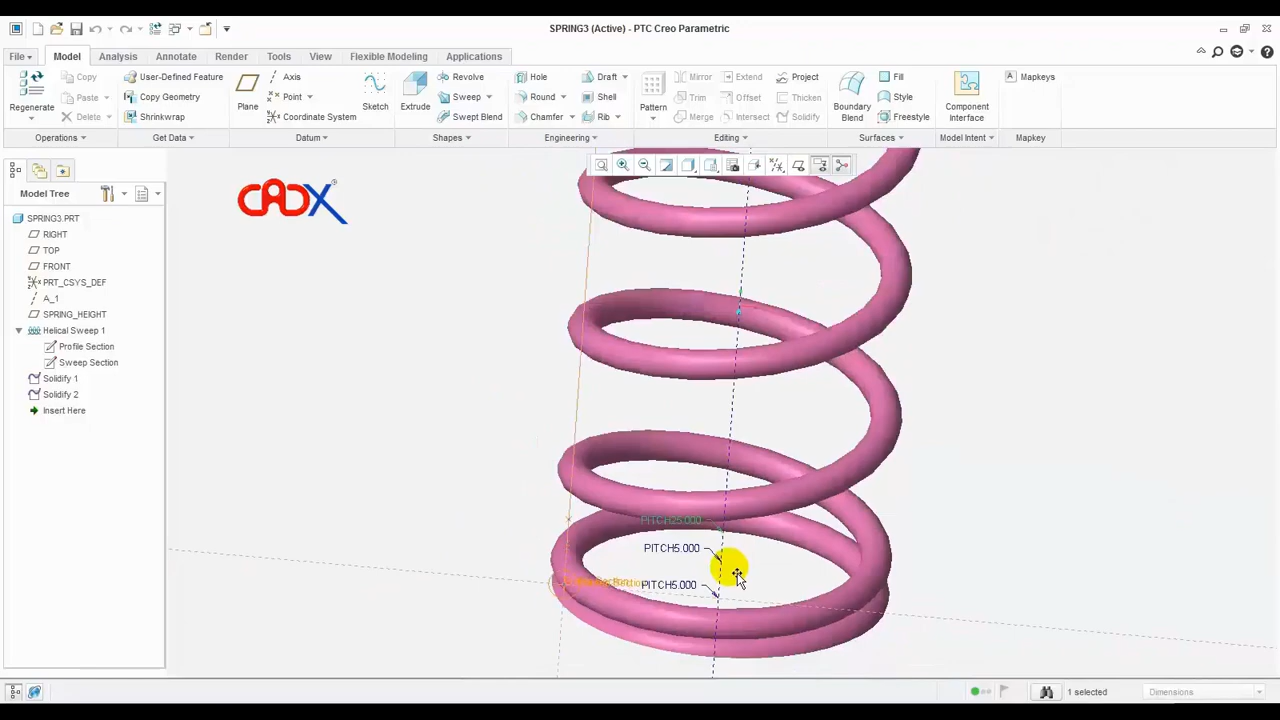 SPRING3 (Active) - PTC Creo Parametric
File Model Analysis Annotate Render Tools View Flexible Modeling Applications
Regenerate
Copy
Paste
Delete
User-Defined Feature
Copy Geometry
Shrinkwrap
Plane
Axis
Point
Coordinate System
Sketch
Extrude
Revolve
Sweep
Swept Blend
Hole
Round
Chamfer
Draft
Shell
Rib
Pattern
Mirror
Trim
Merge
Extend
Offset
Intersect
Project
Thicken
Solidify
Boundary
Blend
Fill
Style
Freestyle
Component
Interface
Mapkeys
Operations Get Data Datum Shapes Engineering Editing Surfaces Model Intent Mapkey
Model Tree
SPRING3.PRT
RIGHT
TOP
FRONT
PRT_CSYS_DEF
A_1
SPRING_HEIGHT
Helical Sweep 1
Profile Section
Sweep Section
Solidify 1
Solidify 2
Insert Here
CADX
PITCH25.000
PITCH5.000
PITCH5.000
1 selected
Dimensions